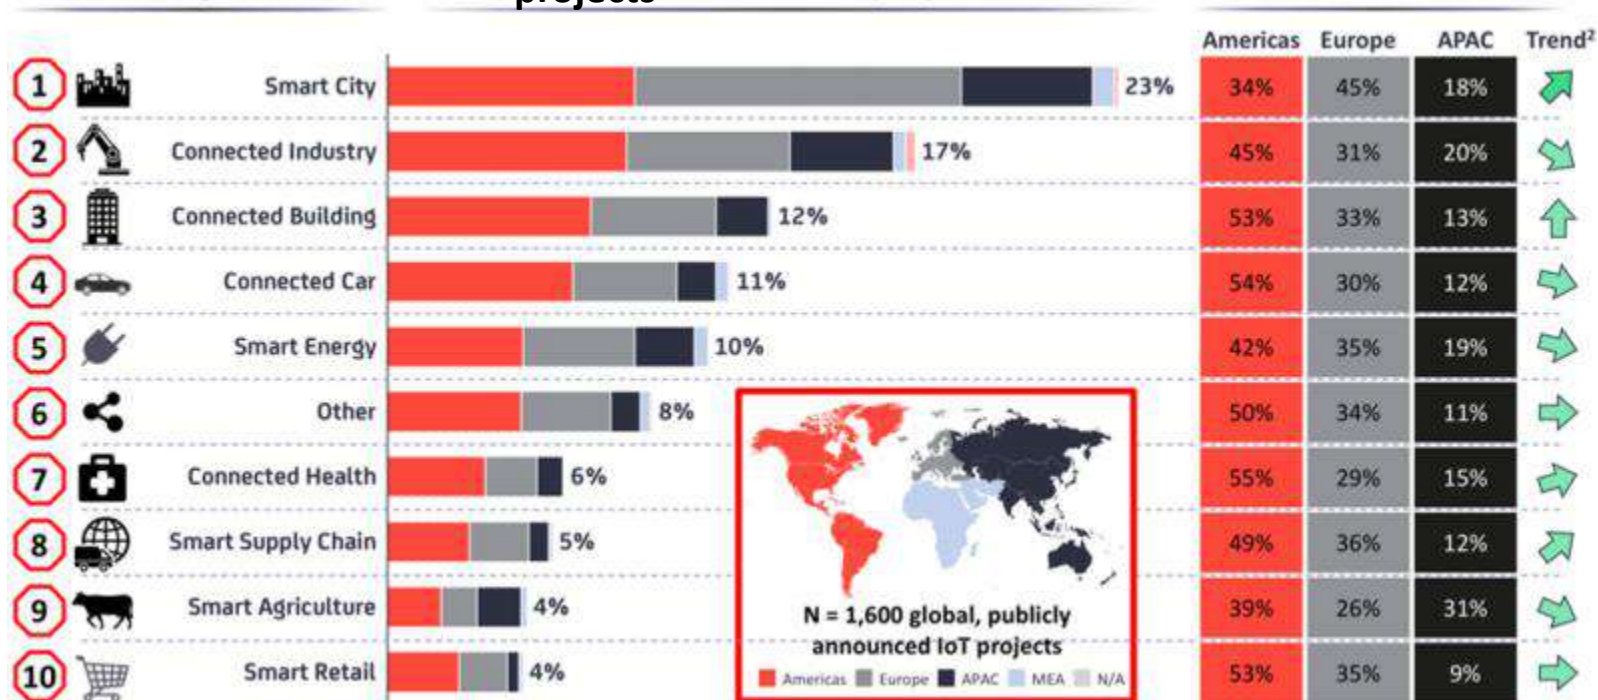 projects
Americas Europe APAC Trend²
1 Smart City 23% 34% 45% 18%
2 Connected Industry 17% 45% 31% 20%
3 Connected Building 12% 53% 33% 13%
4 Connected Car 11% 54% 30% 12%
5 Smart Energy 10% 42% 35% 19%
6 Other 8% 50% 34% 11%
7 Connected Health 6% 55% 29% 15%
8 Smart Supply Chain 5% 49% 36% 12%
9 Smart Agriculture 4% 39% 26% 31%
10 Smart Retail 4% 53% 35% 9%
N = 1,600 global, publicly
announced IoT projects
Americas Europe APAC MEA N/A